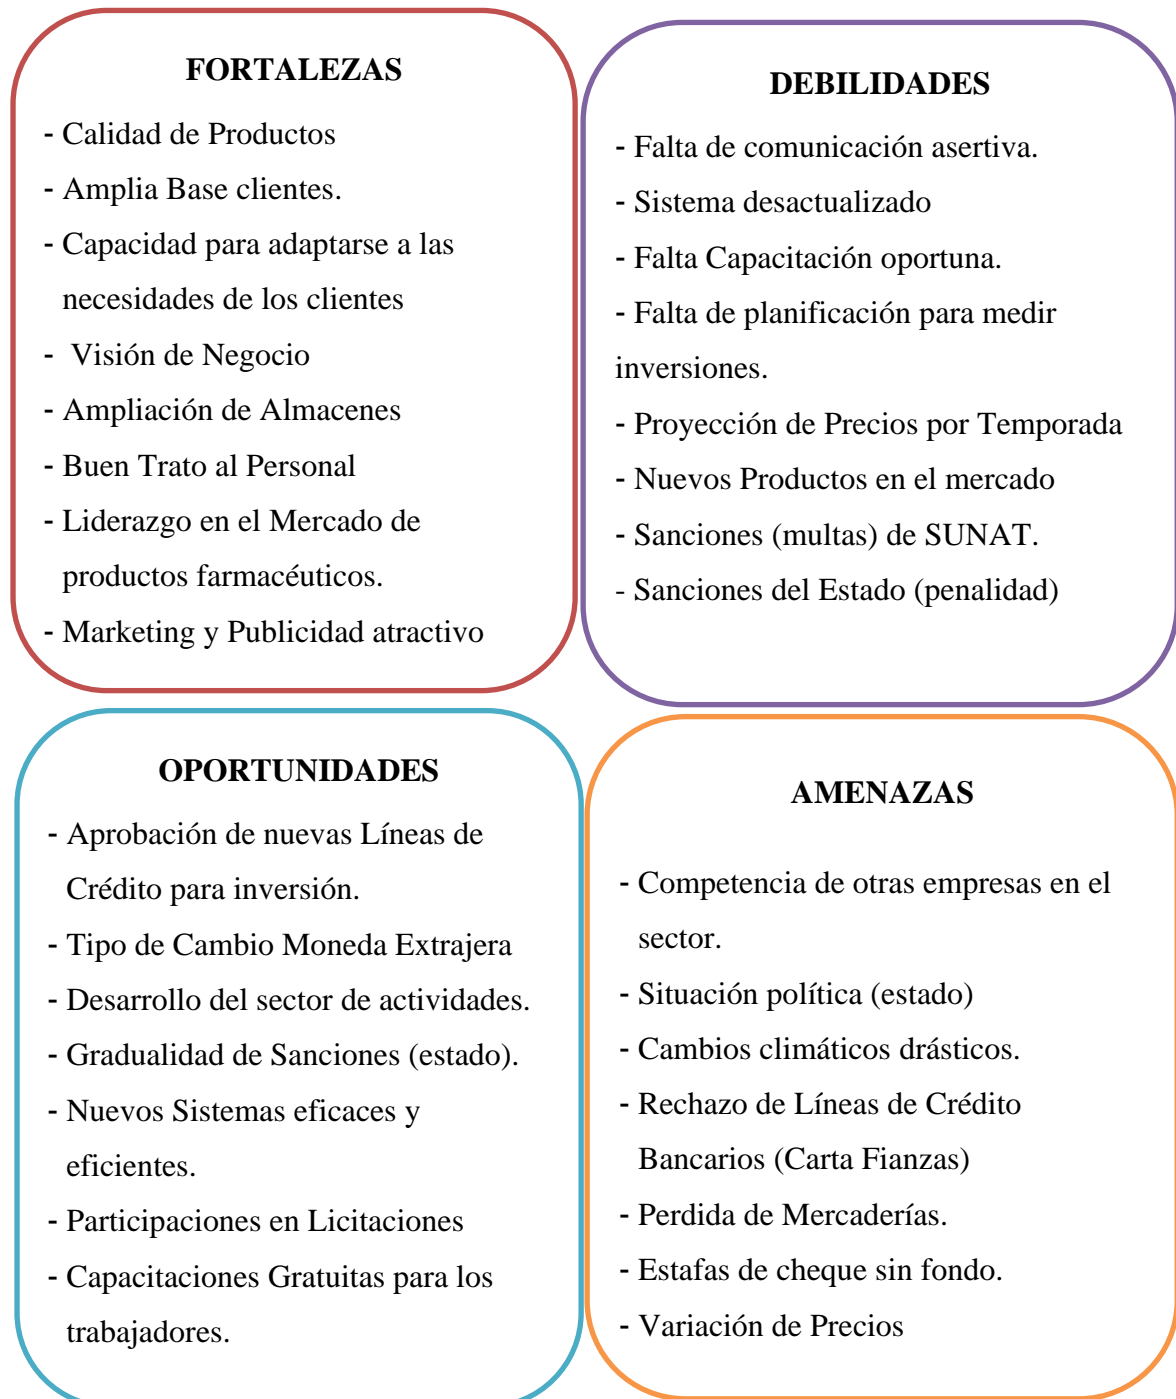 FORTALEZAS
- Calidad de Productos
- Amplia Base clientes.
- Capacidad para adaptarse a las
necesidades de los clientes
- Visión de Negocio
- Ampliación de Almacenes
- Buen Trato al Personal
- Liderazgo en el Mercado de
productos farmacéuticos.
- Marketing y Publicidad atractivo
DEBILIDADES
- Falta de comunicación asertiva.
- Sistema desactualizado
- Falta Capacitación oportuna.
- Falta de planificación para medir
inversiones.
- Proyección de Precios por Temporada
- Nuevos Productos en el mercado
- Sanciones (multas) de SUNAT.
- Sanciones del Estado (penalidad)
OPORTUNIDADES
- Aprobación de nuevas Líneas de
Crédito para inversión.
- Tipo de Cambio Moneda Extrajera
- Desarrollo del sector de actividades.
- Gradualidad de Sanciones (estado).
- Nuevos Sistemas eficaces y
eficientes.
- Participaciones en Licitaciones
- Capacitaciones Gratuitas para los
trabajadores.
AMENAZAS
- Competencia de otras empresas en el
sector.
- Situación política (estado)
- Cambios climáticos drásticos.
- Rechazo de Líneas de Crédito
Bancarios (Carta Fianzas)
- Perdida de Mercaderías.
- Estafas de cheque sin fondo.
- Variación de Precios